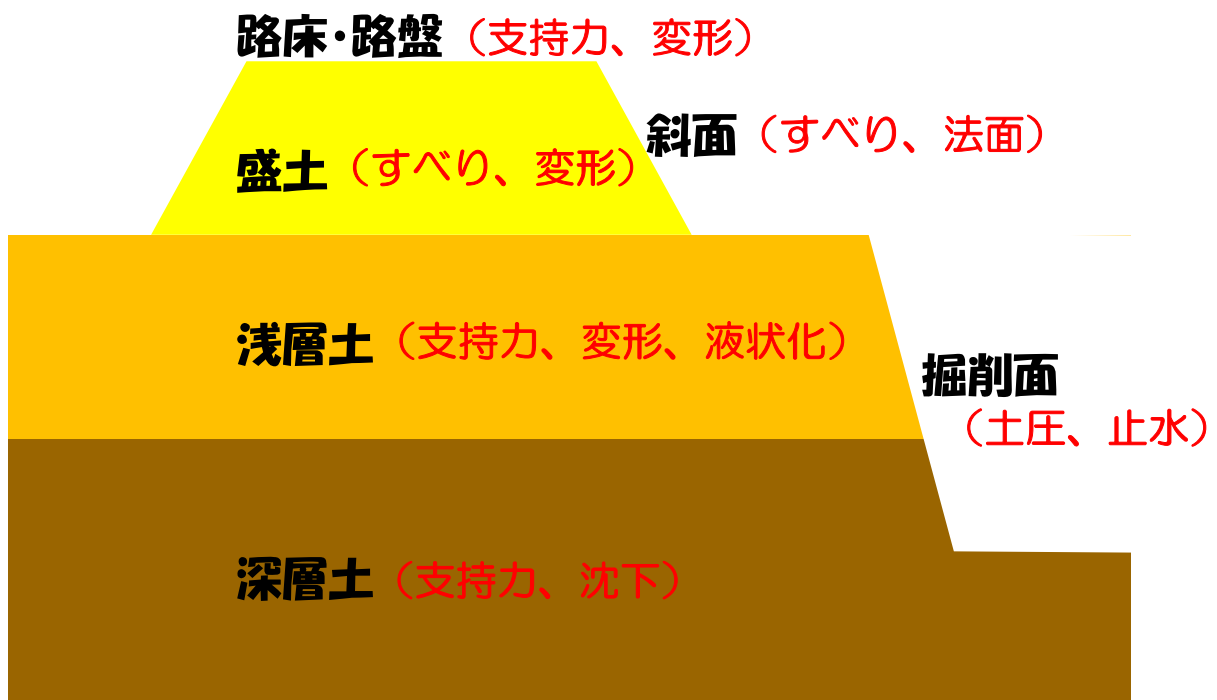 路床・路盤（支持力、変形）
斜面（すべり、法面）
盛土（すべり、変形）
浅層土（支持力、変形、液状化）
掘削面
（土圧、止水）
深層土（支持力、沈下）